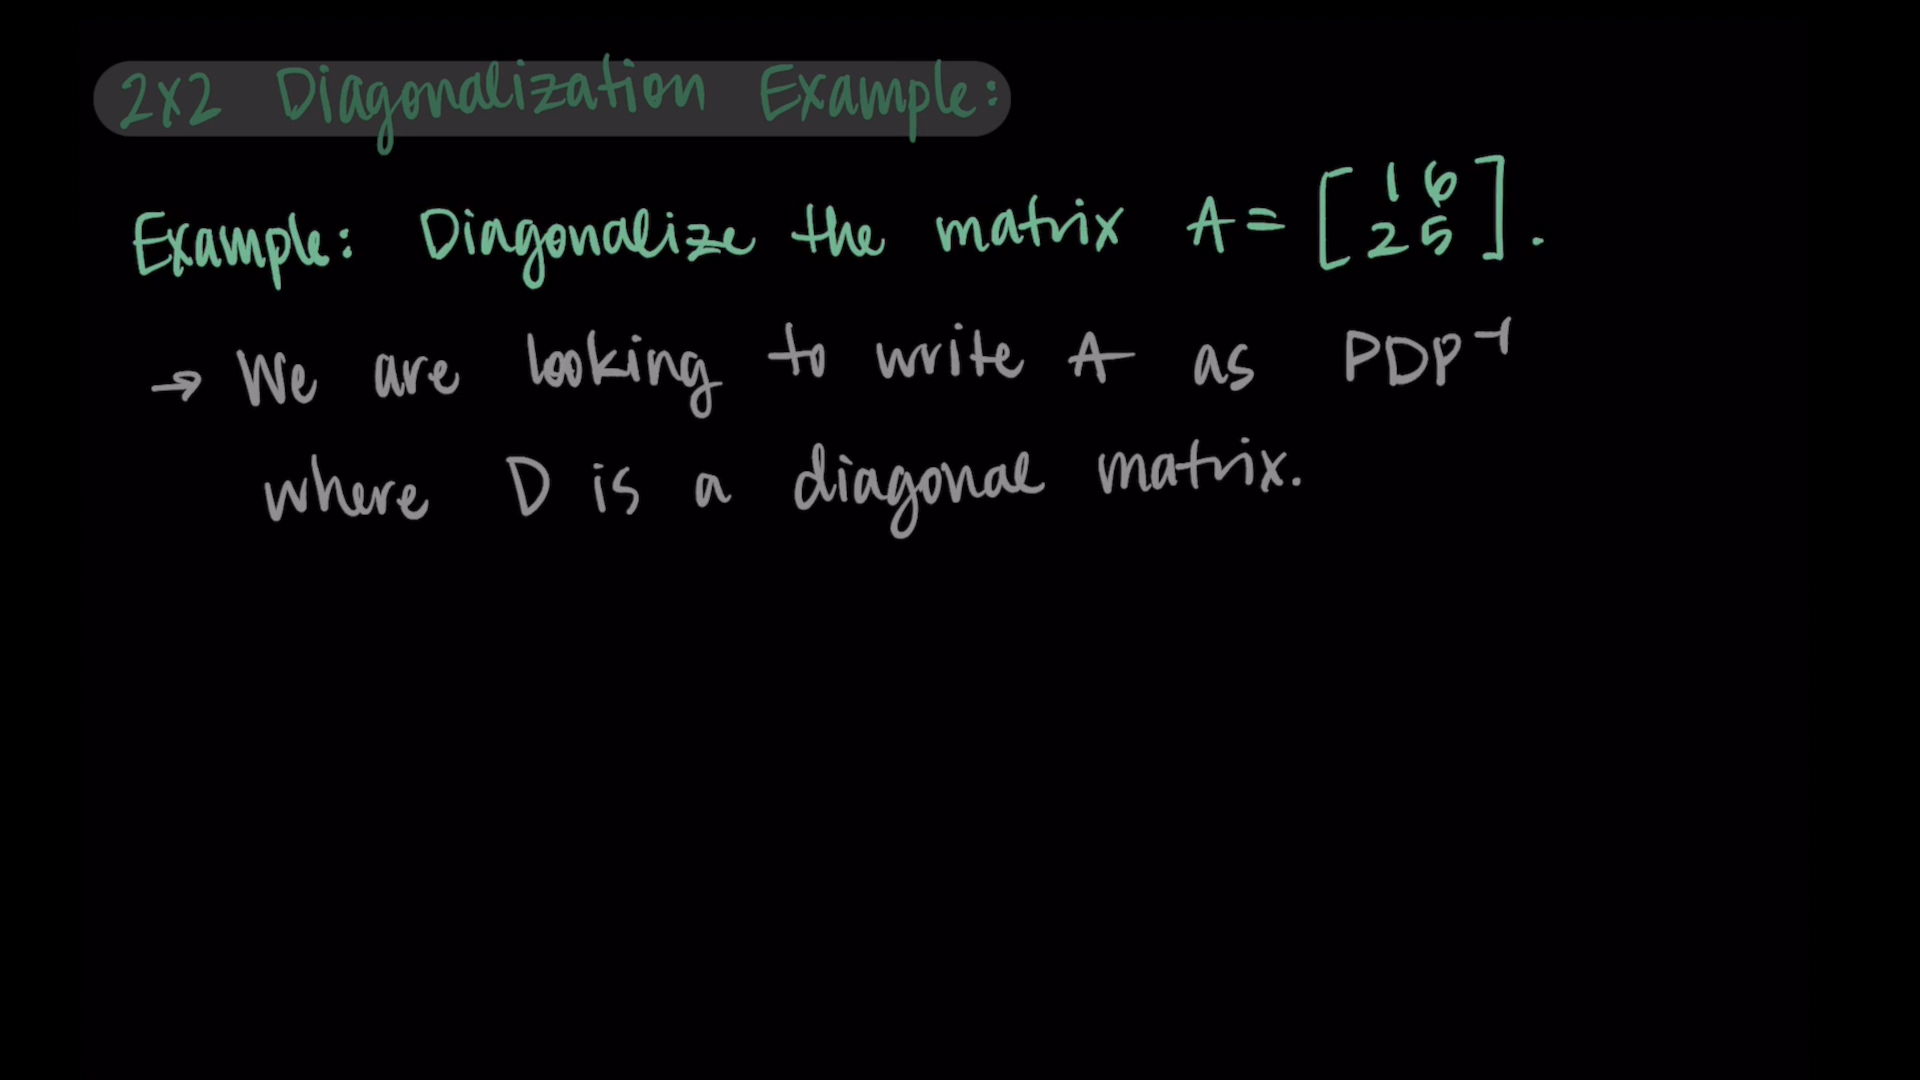 2x2 Diagonalization Example:
Example: Diagonalize the matrix A = [ 1 6
2 5 ].
→ We are looking to write A as PDP⁻¹
where D is a diagonal matrix.